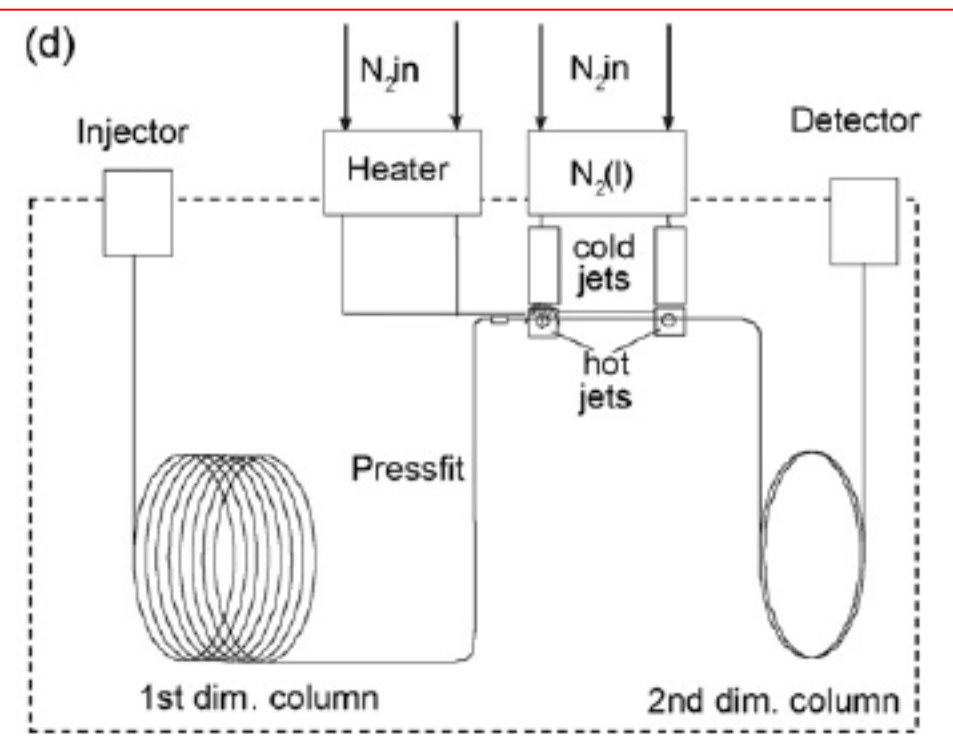 (d)
N₂in
N₂in
Injector
Detector
Heater
N₂(l)
cold
jets
hot
jets
Pressfit
1st dim. column
2nd dim. column